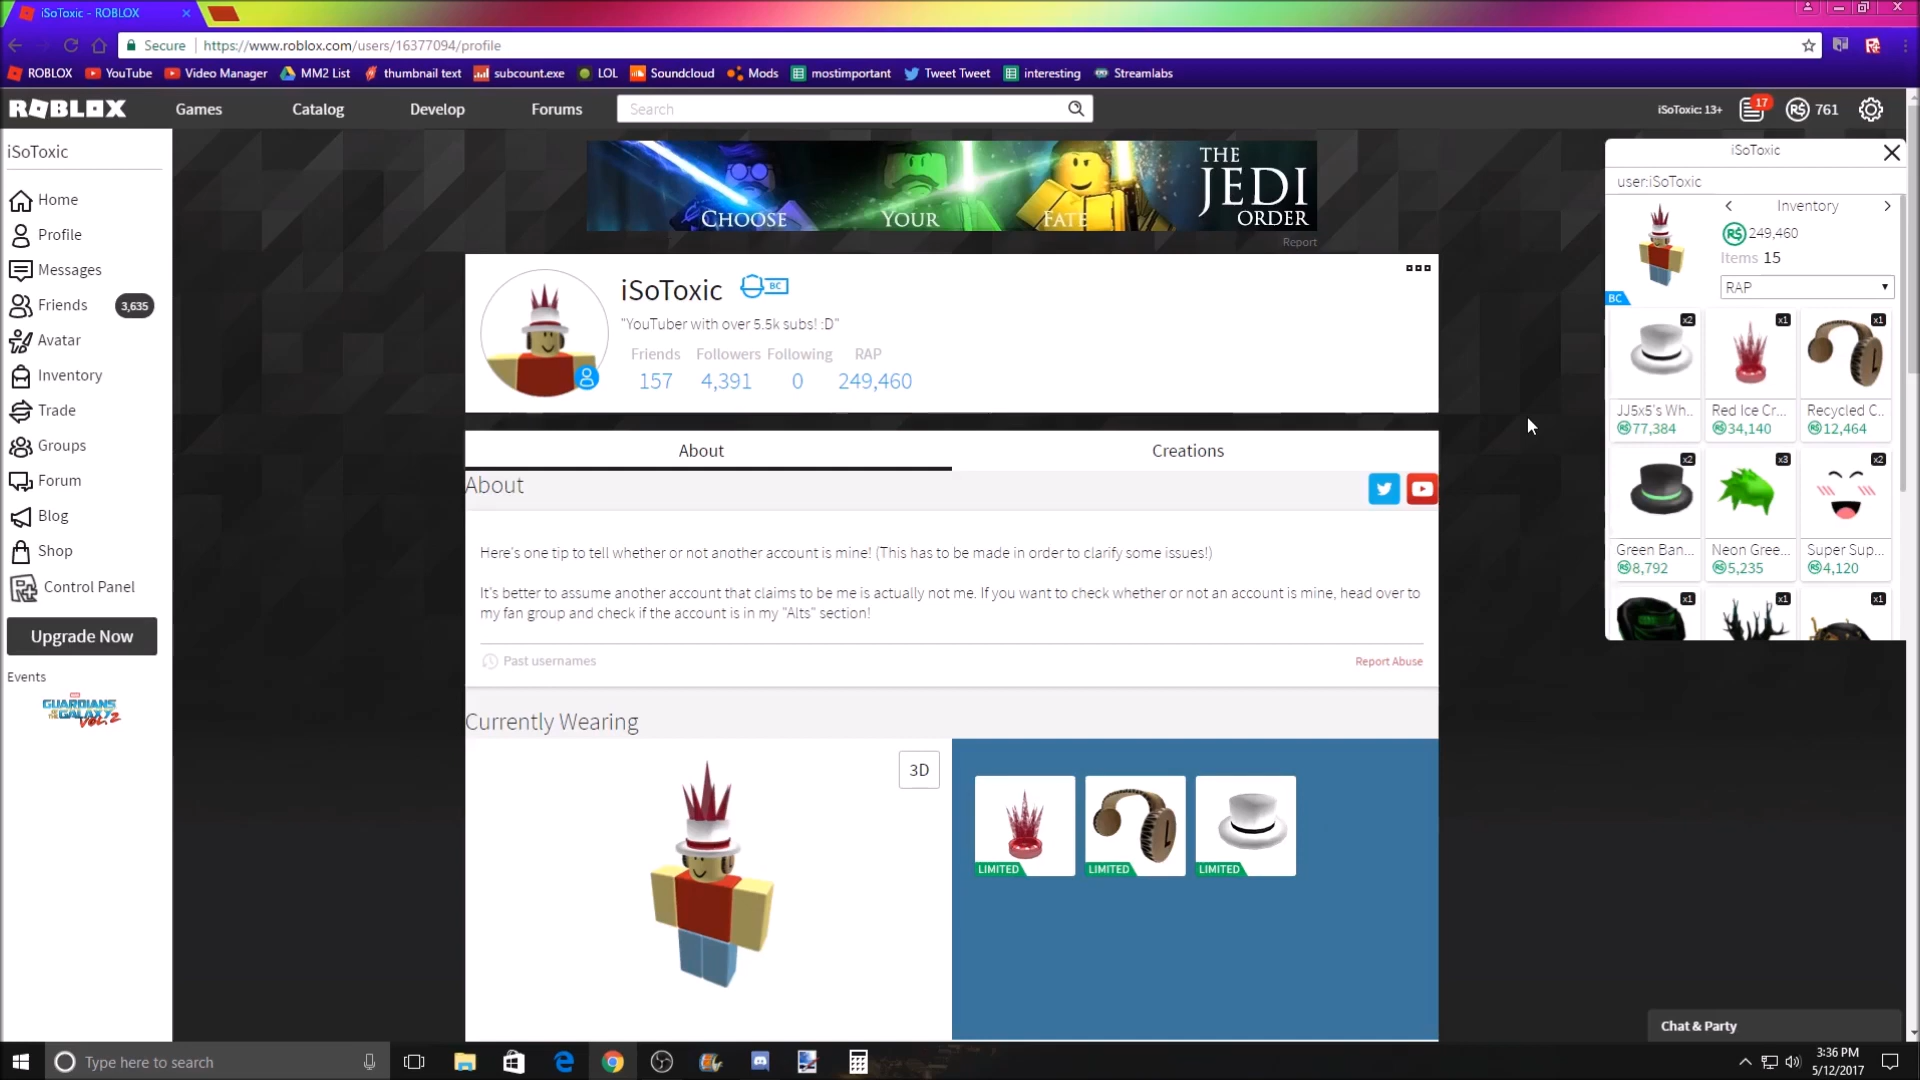 iSoToxic - ROBLOX
Secure https://www.roblox.com/users/16377094/profile
ROBLOX YouTube Video Manager MM2 List thumbnail text subcount.exe LOL Soundcloud Mods mostimportant Tweet Tweet interesting Streamlabs
ROBLOX Games Catalog Develop Forums Search iSoToxic: 13+ 17 R$ 761
iSoToxic
Home
Profile
Messages
Friends 3,635
Avatar
Inventory
Trade
Groups
Forum
Blog
Shop
Control Panel
Upgrade Now
Events
GUARDIANS OF THE GALAXY VOL. 2
CHOOSE YOUR FATE
THE
JEDI
ORDER
Report
iSoToxic BC
"YouTuber with over 5.5k subs! :D"
Friends Followers Following RAP
157 4,391 0 249,460
About Creations
About
Here's one tip to tell whether or not another account is mine! (This has to be made in order to clarify some issues!)
It's better to assume another account that claims to be me is actually not me. If you want to check whether or not an account is mine, head over to
my fan group and check if the account is in my "Alts" section!
Past usernames Report Abuse
Currently Wearing
3D
LIMITED LIMITED LIMITED
iSoToxic
user:iSoToxic
Inventory
R$ 249,460
Items 15
BC RAP
x2 x1 x1
JJ5x5's Wh... Red Ice Cr... Recycled C...
R$ 77,384 R$ 34,140 R$ 12,464
x2 x3 x2
Green Ban... Neon Gree... Super Sup...
R$ 8,792 R$ 5,235 R$ 4,120
x1 x1 x1
Chat & Party
Type here to search
3:36 PM
5/12/2017